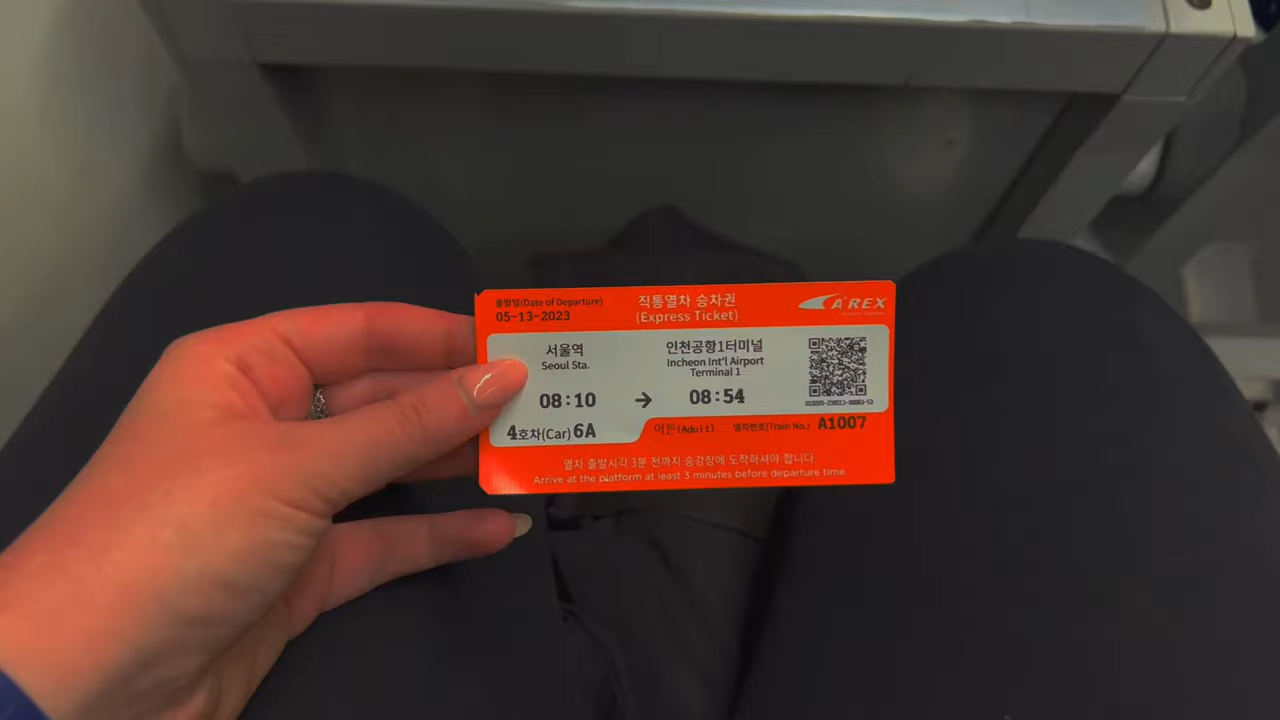 출발일(Date of Departure)
05-13-2023
직통열차 승차권
(Express Ticket)
A'REX
서울역
Seoul Sta.
08:10
→
인천공항1터미널
Incheon Int'l Airport
Terminal 1
08:54
4호차(Car) 6A
어른(Adult)
열차번호(Train No.) A1007
열차 출발시각 3분 전까지 승강장에 도착하셔야 합니다
Arrive at the platform at least 3 minutes before departure time.